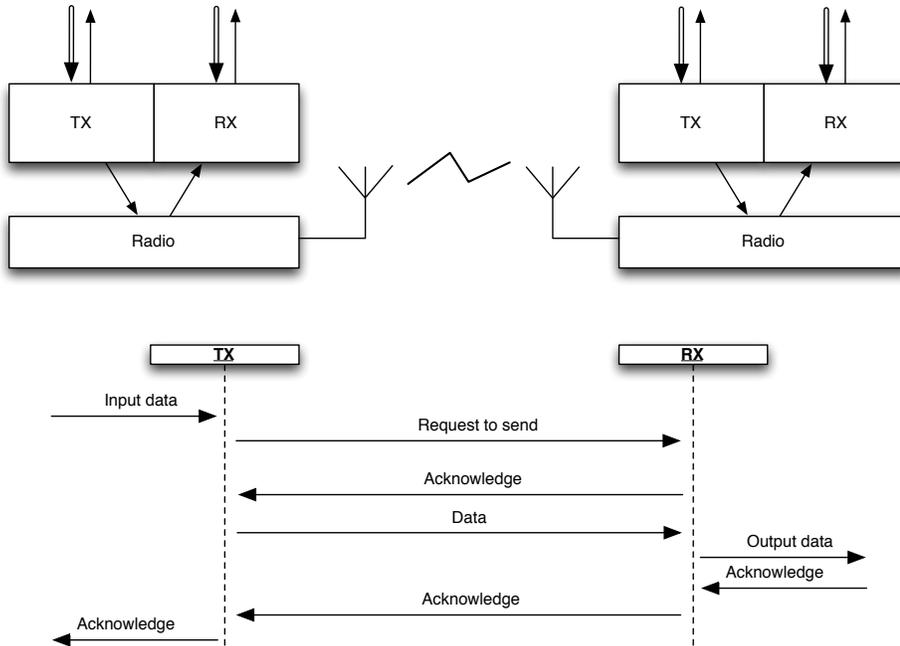 TX
RX
TX
RX
Radio
Radio
TX
RX
Input data
Request to send
Acknowledge
Data
Output data
Acknowledge
Acknowledge
Acknowledge